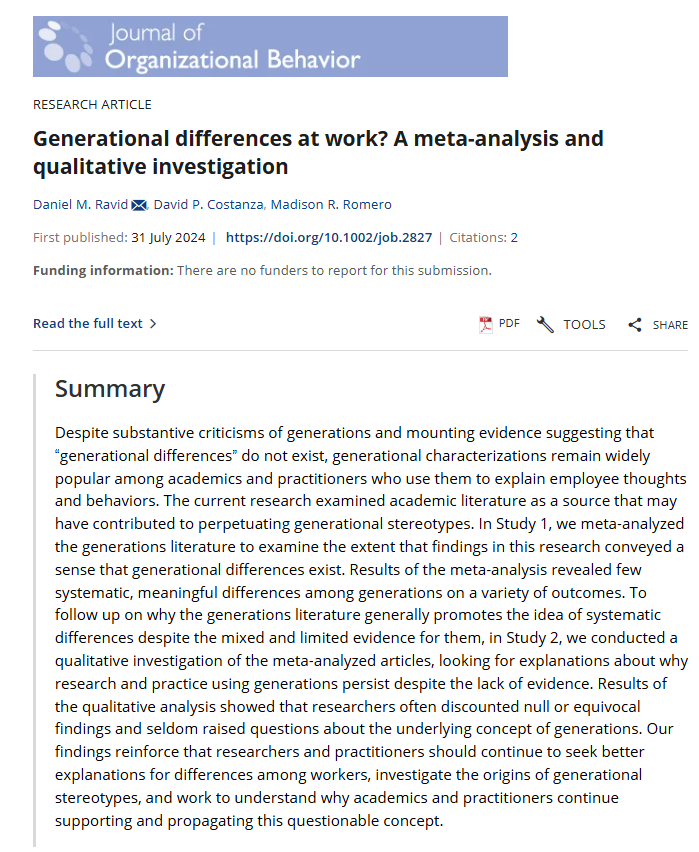 Journal of
Organizational Behavior
RESEARCH ARTICLE
Generational differences at work? A meta-analysis and
qualitative investigation
Daniel M. Ravid, David P. Costanza, Madison R. Romero
First published: 31 July 2024 | https://doi.org/10.1002/job.2827 | Citations: 2
Funding information: There are no funders to report for this submission.
Read the full text >
PDF TOOLS SHARE
Summary
Despite substantive criticisms of generations and mounting evidence suggesting that
“generational differences” do not exist, generational characterizations remain widely
popular among academics and practitioners who use them to explain employee thoughts
and behaviors. The current research examined academic literature as a source that may
have contributed to perpetuating generational stereotypes. In Study 1, we meta-analyzed
the generations literature to examine the extent that findings in this research conveyed a
sense that generational differences exist. Results of the meta-analysis revealed few
systematic, meaningful differences among generations on a variety of outcomes. To
follow up on why the generations literature generally promotes the idea of systematic
differences despite the mixed and limited evidence for them, in Study 2, we conducted a
qualitative investigation of the meta-analyzed articles, looking for explanations about why
research and practice using generations persist despite the lack of evidence. Results of
the qualitative analysis showed that researchers often discounted null or equivocal
findings and seldom raised questions about the underlying concept of generations. Our
findings reinforce that researchers and practitioners should continue to seek better
explanations for differences among workers, investigate the origins of generational
stereotypes, and work to understand why academics and practitioners continue
supporting and propagating this questionable concept.